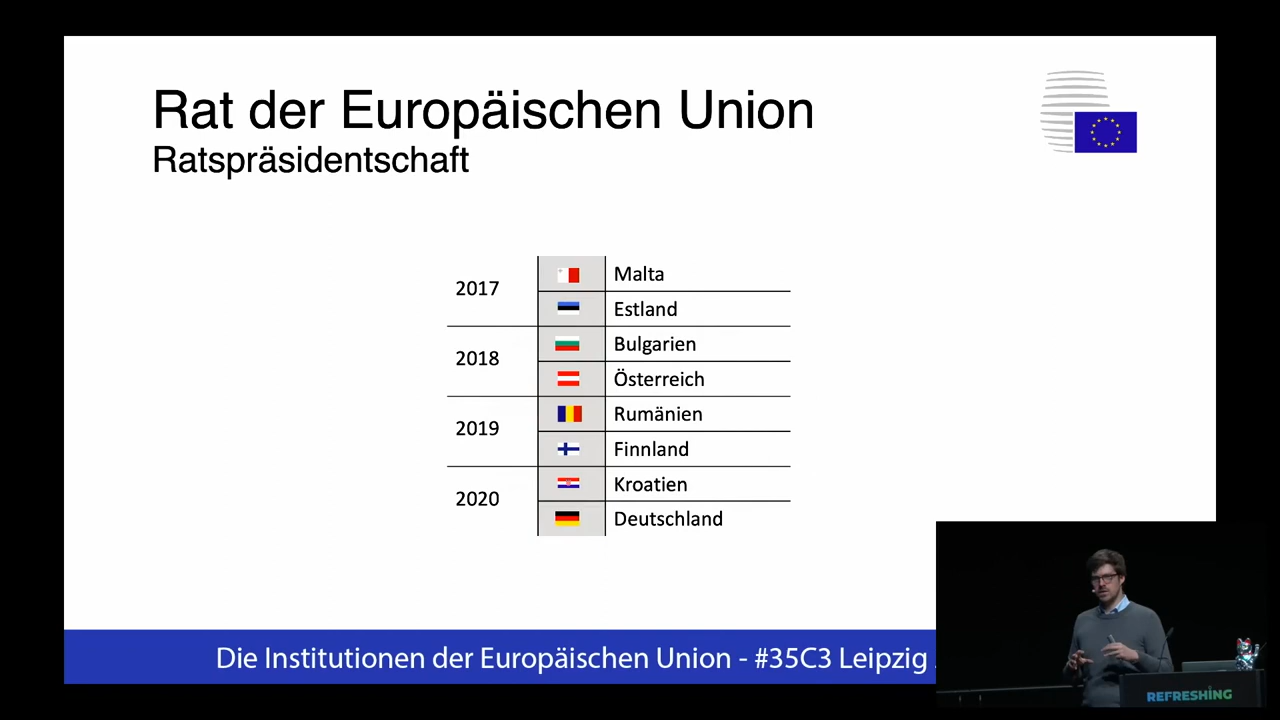 Rat der Europäischen Union
Ratspräsidentschaft
2017
Malta
Estland
2018
Bulgarien
Österreich
2019
Rumänien
Finnland
2020
Kroatien
Deutschland
Die Institutionen der Europäischen Union - #35C3 Leipzig
REFRESHING